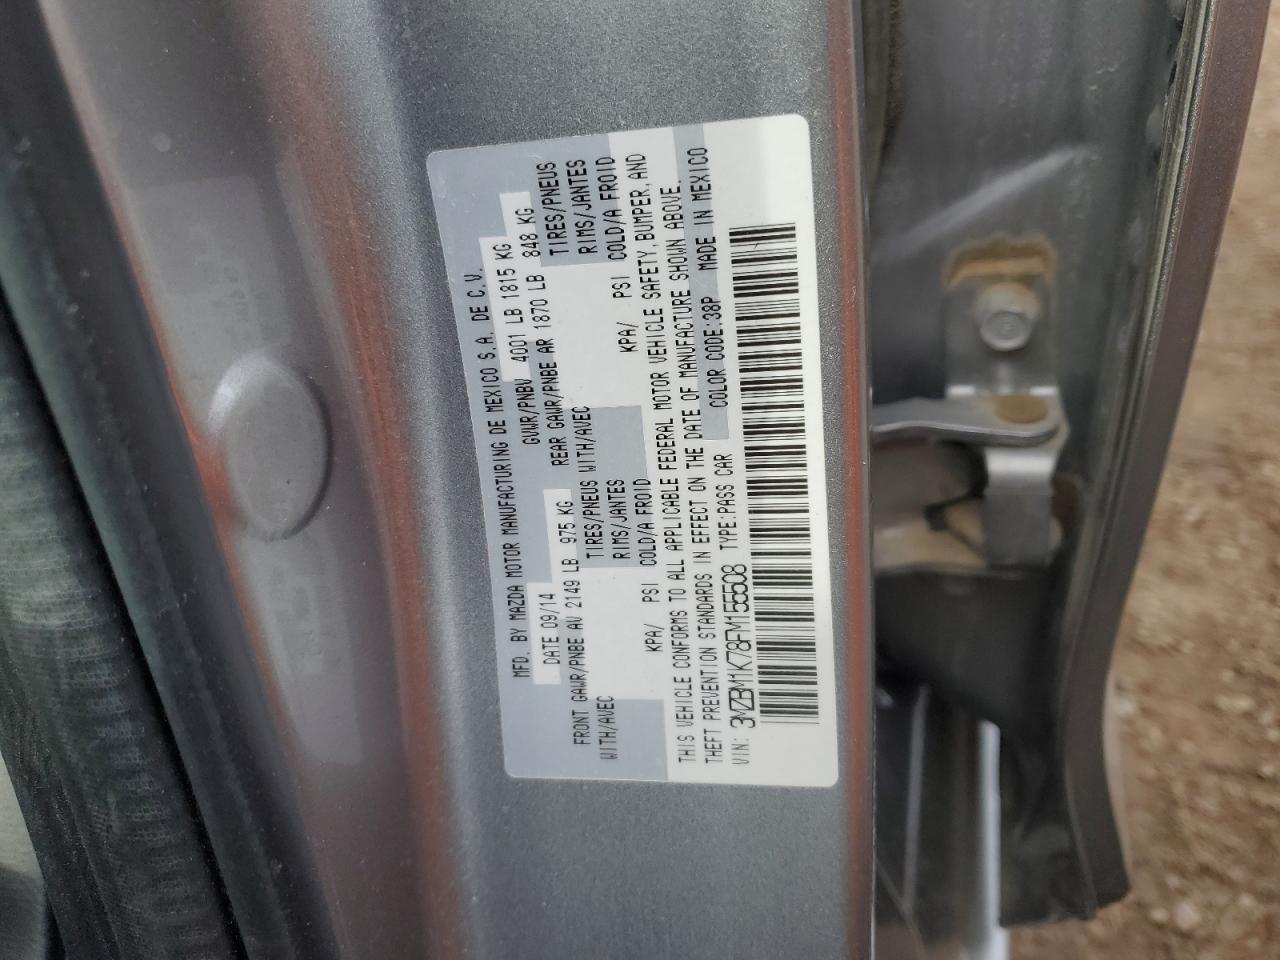 MFD. BY MAZDA MOTOR MANUFACTURING DE MEXICO S.A. DE C.V.
DATE 09/14 GVWR/PNBV 4001 LB 1815 KG
FRONT GAWR/PNBE AV 2149 LB 975 KG REAR GAWR/PNBE AR 1870 LB 848 KG
WITH/AVEC TIRES/PNEUS WITH/AVEC TIRES/PNEUS
RIMS/JANTES RIMS/JANTES
KPA/ PSI COLD/A FROID KPA/ PSI COLD/A FROID
THIS VEHICLE CONFORMS TO ALL APPLICABLE FEDERAL MOTOR VEHICLE SAFETY, BUMPER, AND
THEFT PREVENTION STANDARDS IN EFFECT ON THE DATE OF MANUFACTURE SHOWN ABOVE.
VIN: 3MZBM1K78FM155508 TYPE:PASS CAR COLOR CODE:38P MADE IN MEXICO